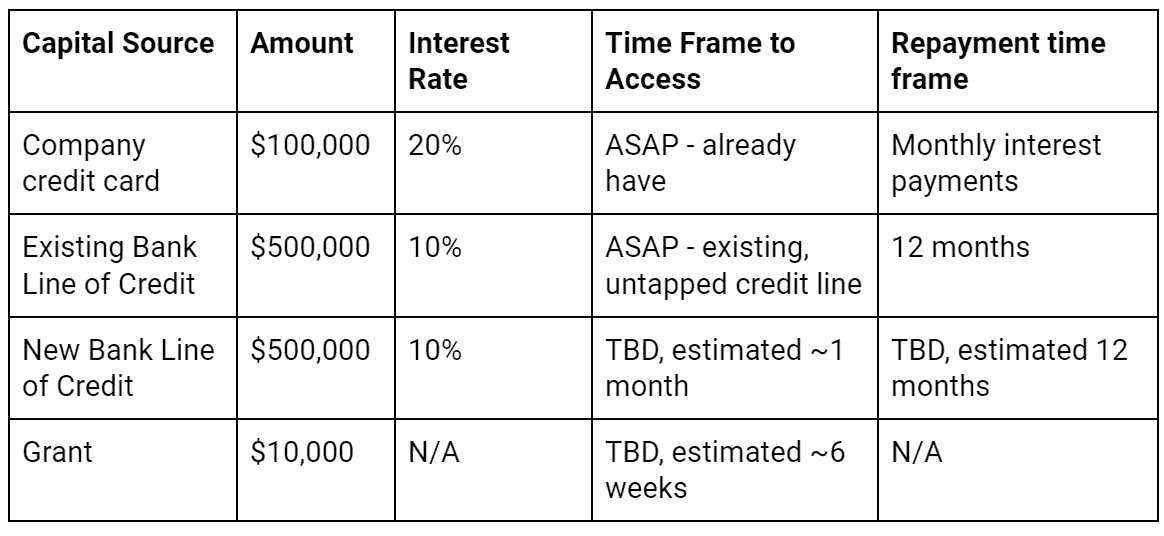 Capital Source Amount Interest Rate Time Frame to Access Repayment time frame
Company credit card $100,000 20% ASAP - already have Monthly interest payments
Existing Bank Line of Credit $500,000 10% ASAP - existing, untapped credit line 12 months
New Bank Line of Credit $500,000 10% TBD, estimated ~1 month TBD, estimated 12 months
Grant $10,000 N/A TBD, estimated ~6 weeks N/A